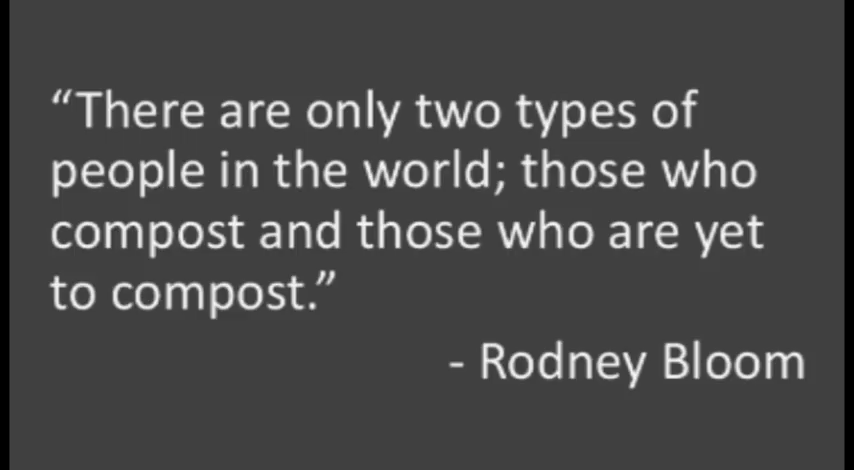 “There are only two types of
people in the world; those who
compost and those who are yet
to compost.”
- Rodney Bloom